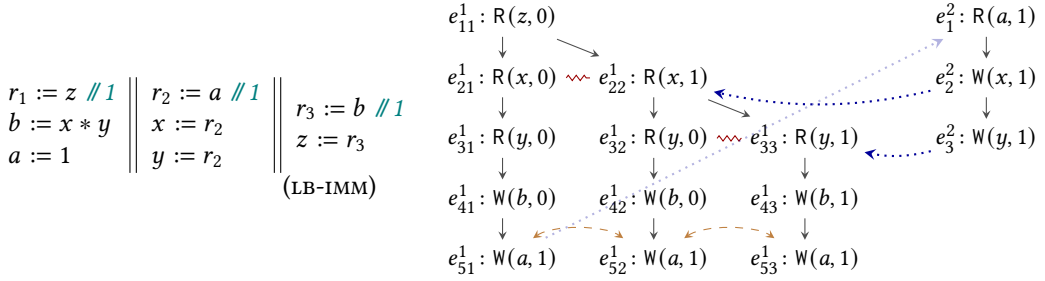 r₁ := z // 1
b := x * y
a := 1
r₂ := a // 1
x := r₂
y := r₂
r₃ := b // 1
z := r₃
(LB-IMM)
e¹₁₁: R(z, 0)
e²₁: R(a, 1)
e¹₂₁: R(x, 0) e¹₂₂: R(x, 1)
e²₂: W(x, 1)
e¹₃₁: R(y, 0) e¹₃₂: R(y, 0) e¹₃₃: R(y, 1)
e²₃: W(y, 1)
e¹₄₁: W(b, 0) e¹₄₂: W(b, 0) e¹₄₃: W(b, 1)
e¹₅₁: W(a, 1) e¹₅₂: W(a, 1) e¹₅₃: W(a, 1)